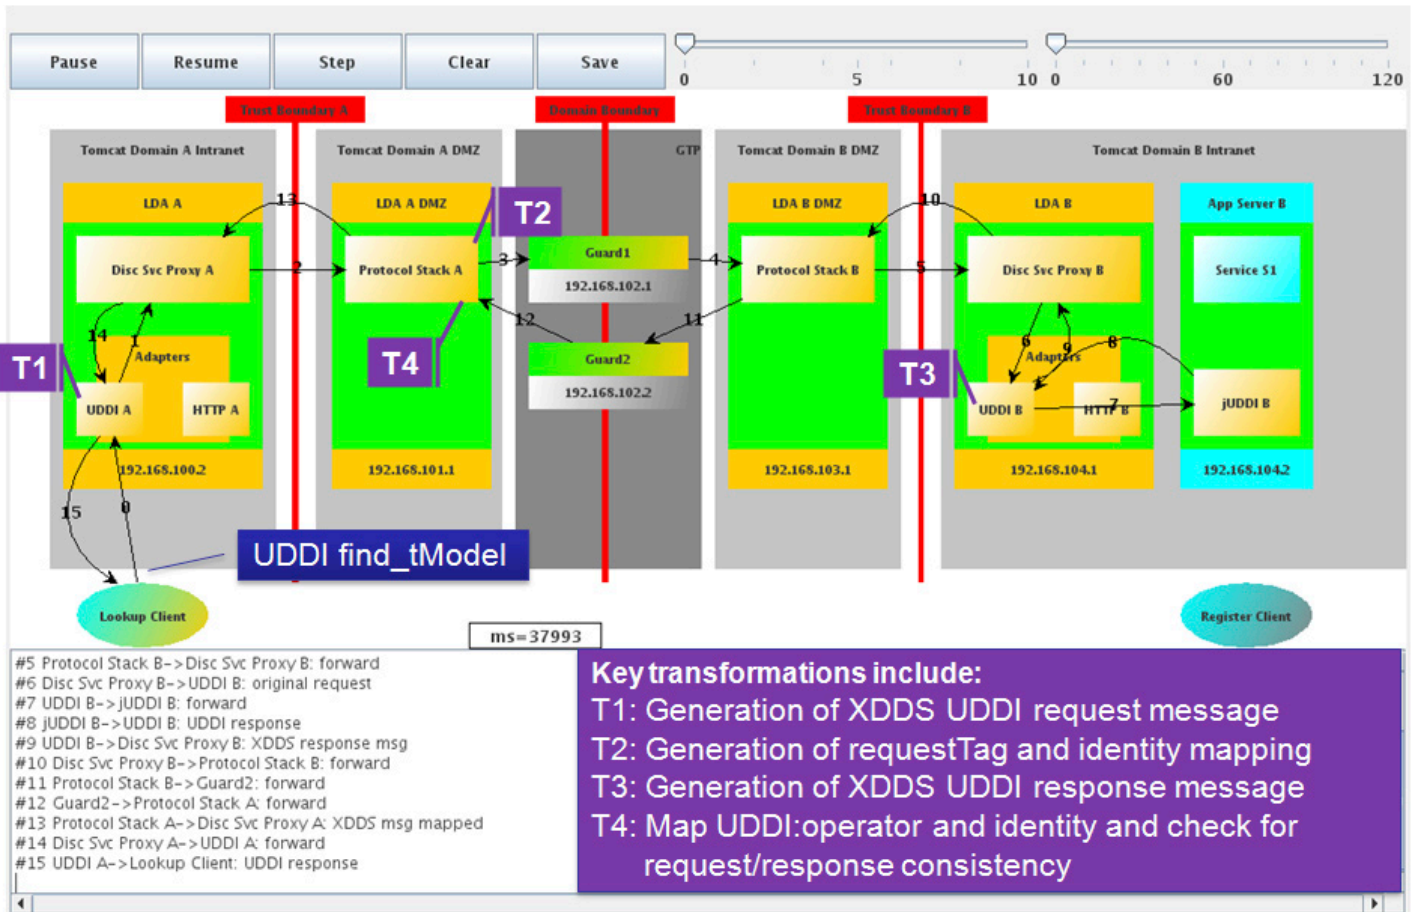 Pause Resume Step Clear Save
0 5 10 0 60 120
Trust Boundary A Domain Boundary Trust Boundary B
Tomcat Domain A Intranet Tomcat Domain A DMZ GTP Tomcat Domain B DMZ Tomcat Domain B Intranet
LDA A LDA A DMZ LDA B DMZ LDA B App Server B
13 T2 10
Disc Svc Proxy A 2 Protocol Stack A 3 Guard1 4 Protocol Stack B 5 Disc Svc Proxy B Service S1
192.168.102.1
12 11
14 1 6 9 8
T1 Adapters T4 Guard2 T3 Adapters
192.168.102.2
UDDI A HTTP A UDDI B HTTP B 7 jUDDI B
192.168.100.2 192.168.101.1 192.168.103.1 192.168.104.1 192.168.104.2
15 0
UDDI find_tModel
Lookup Client Register Client
ms=37993
#5 Protocol Stack B->Disc Svc Proxy B: forward
#6 Disc Svc Proxy B->UDDI B: original request
#7 UDDI B->jUDDI B: forward
#8 jUDDI B->UDDI B: UDDI response
#9 UDDI B->Disc Svc Proxy B: XDDS response msg
#10 Disc Svc Proxy B->Protocol Stack B: forward
#11 Protocol Stack B->Guard2: forward
#12 Guard2->Protocol Stack A: forward
#13 Protocol Stack A->Disc Svc Proxy A: XDDS msg mapped
#14 Disc Svc Proxy A->UDDI A: forward
#15 UDDI A->Lookup Client: UDDI response
Key transformations include:
T1: Generation of XDDS UDDI request message
T2: Generation of requestTag and identity mapping
T3: Generation of XDDS UDDI response message
T4: Map UDDI:operator and identity and check for
request/response consistency